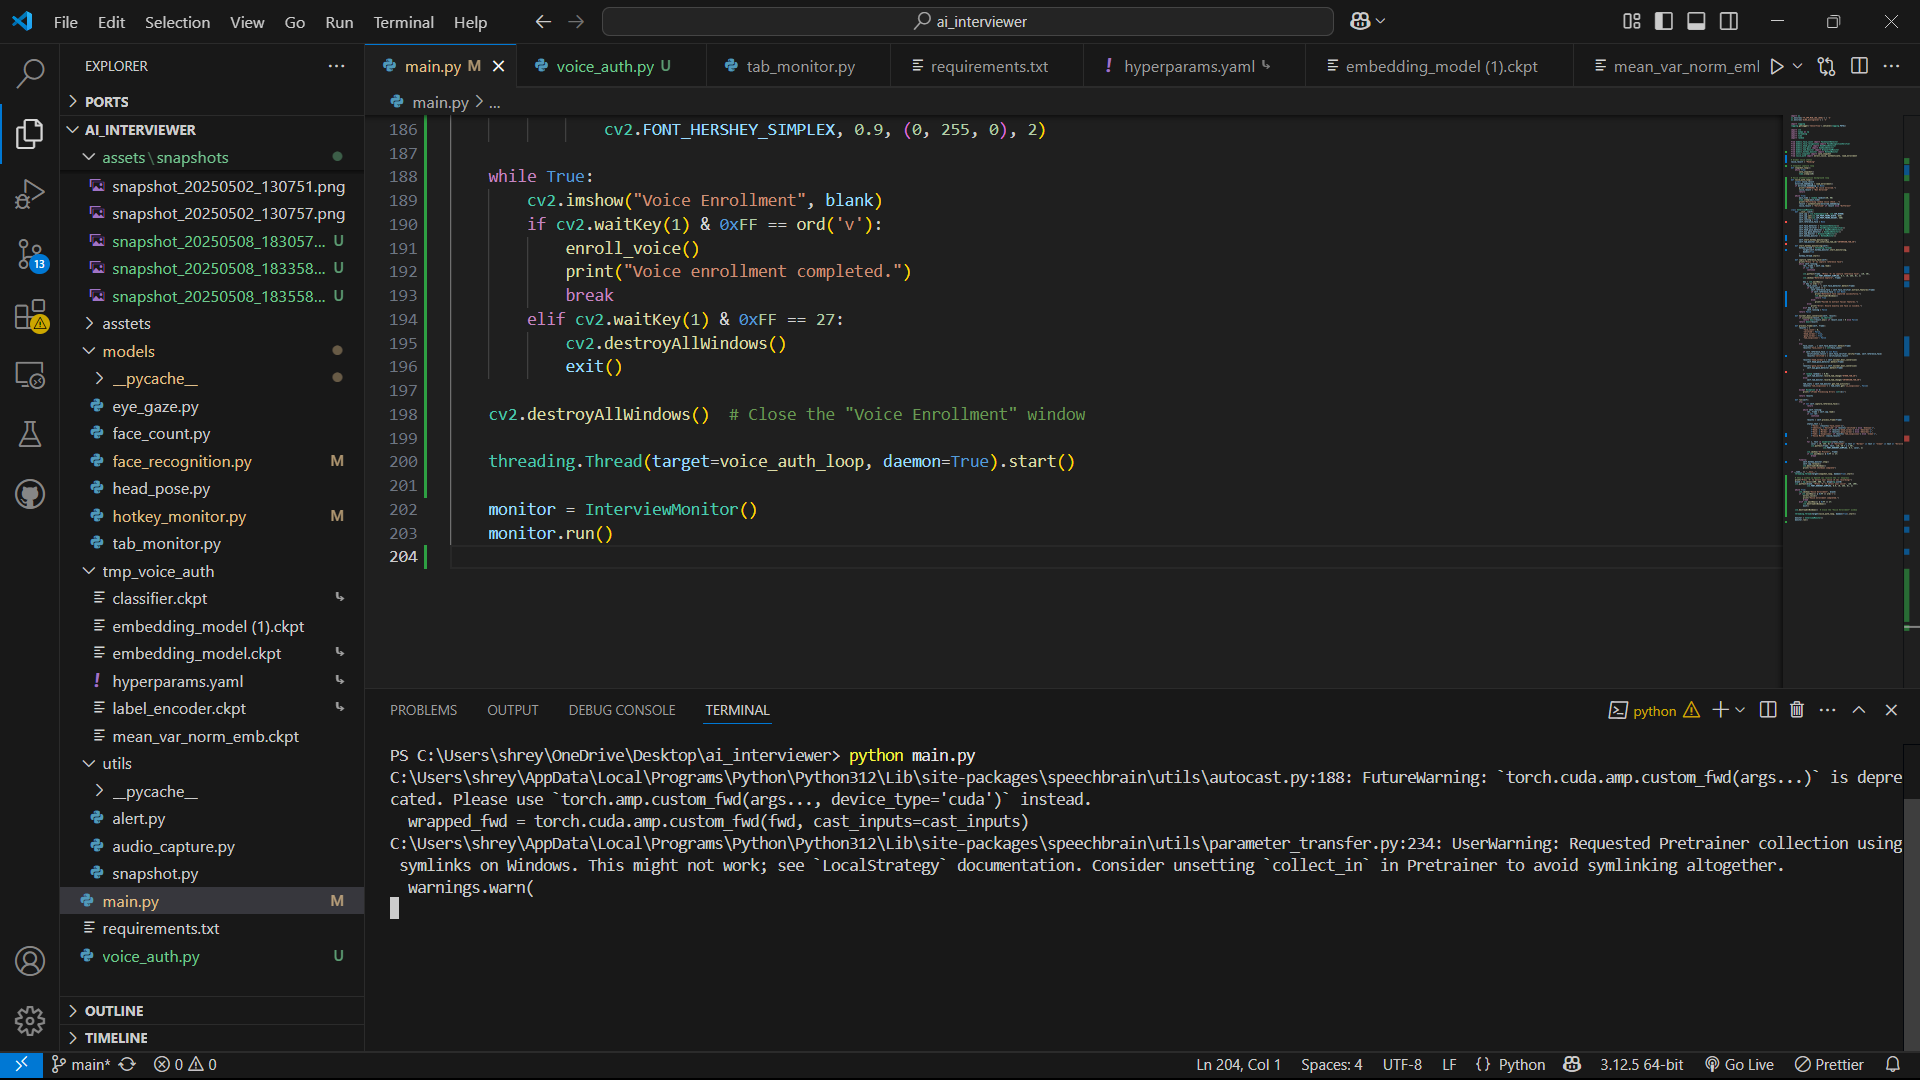 File Edit Selection View Go Run Terminal Help
ai_interviewer
EXPLORER
PORTS
AI_INTERVIEWER
assets\snapshots
snapshot_20250502_130751.png
snapshot_20250502_130757.png
snapshot_20250508_183057... U
snapshot_20250508_183358... U
snapshot_20250508_183558... U
asstets
models
__pycache__
eye_gaze.py
face_count.py
face_recognition.py M
head_pose.py
hotkey_monitor.py M
tab_monitor.py
tmp_voice_auth
classifier.ckpt
embedding_model (1).ckpt
embedding_model.ckpt
! hyperparams.yaml
label_encoder.ckpt
mean_var_norm_emb.ckpt
utils
__pycache__
alert.py
audio_capture.py
snapshot.py
main.py M
requirements.txt
voice_auth.py U
OUTLINE
TIMELINE
13
main.py M
voice_auth.py U
tab_monitor.py
requirements.txt
! hyperparams.yaml
embedding_model (1).ckpt
mean_var_norm_eml
main.py > ...
186 cv2.FONT_HERSHEY_SIMPLEX, 0.9, (0, 255, 0), 2)
187
188 while True:
189 cv2.imshow("Voice Enrollment", blank)
190 if cv2.waitKey(1) & 0xFF == ord('v'):
191 enroll_voice()
192 print("Voice enrollment completed.")
193 break
194 elif cv2.waitKey(1) & 0xFF == 27:
195 cv2.destroyAllWindows()
196 exit()
197
198 cv2.destroyAllWindows() # Close the "Voice Enrollment" window
199
200 threading.Thread(target=voice_auth_loop, daemon=True).start()
201
202 monitor = InterviewMonitor()
203 monitor.run()
204
PROBLEMS OUTPUT DEBUG CONSOLE TERMINAL
python
PS C:\Users\shrey\OneDrive\Desktop\ai_interviewer> python main.py
C:\Users\shrey\AppData\Local\Programs\Python\Python312\Lib\site-packages\speechbrain\utils\autocast.py:188: FutureWarning: `torch.cuda.amp.custom_fwd(args...)` is depre
cated. Please use `torch.amp.custom_fwd(args..., device_type='cuda')` instead.
wrapped_fwd = torch.cuda.amp.custom_fwd(fwd, cast_inputs=cast_inputs)
C:\Users\shrey\AppData\Local\Programs\Python\Python312\Lib\site-packages\speechbrain\utils\parameter_transfer.py:234: UserWarning: Requested Pretrainer collection using
symlinks on Windows. This might not work; see `LocalStrategy` documentation. Consider unsetting `collect_in` in Pretrainer to avoid symlinking altogether.
warnings.warn(
main* 0 0
Ln 204, Col 1 Spaces: 4 UTF-8 LF {} Python 3.12.5 64-bit Go Live Prettier